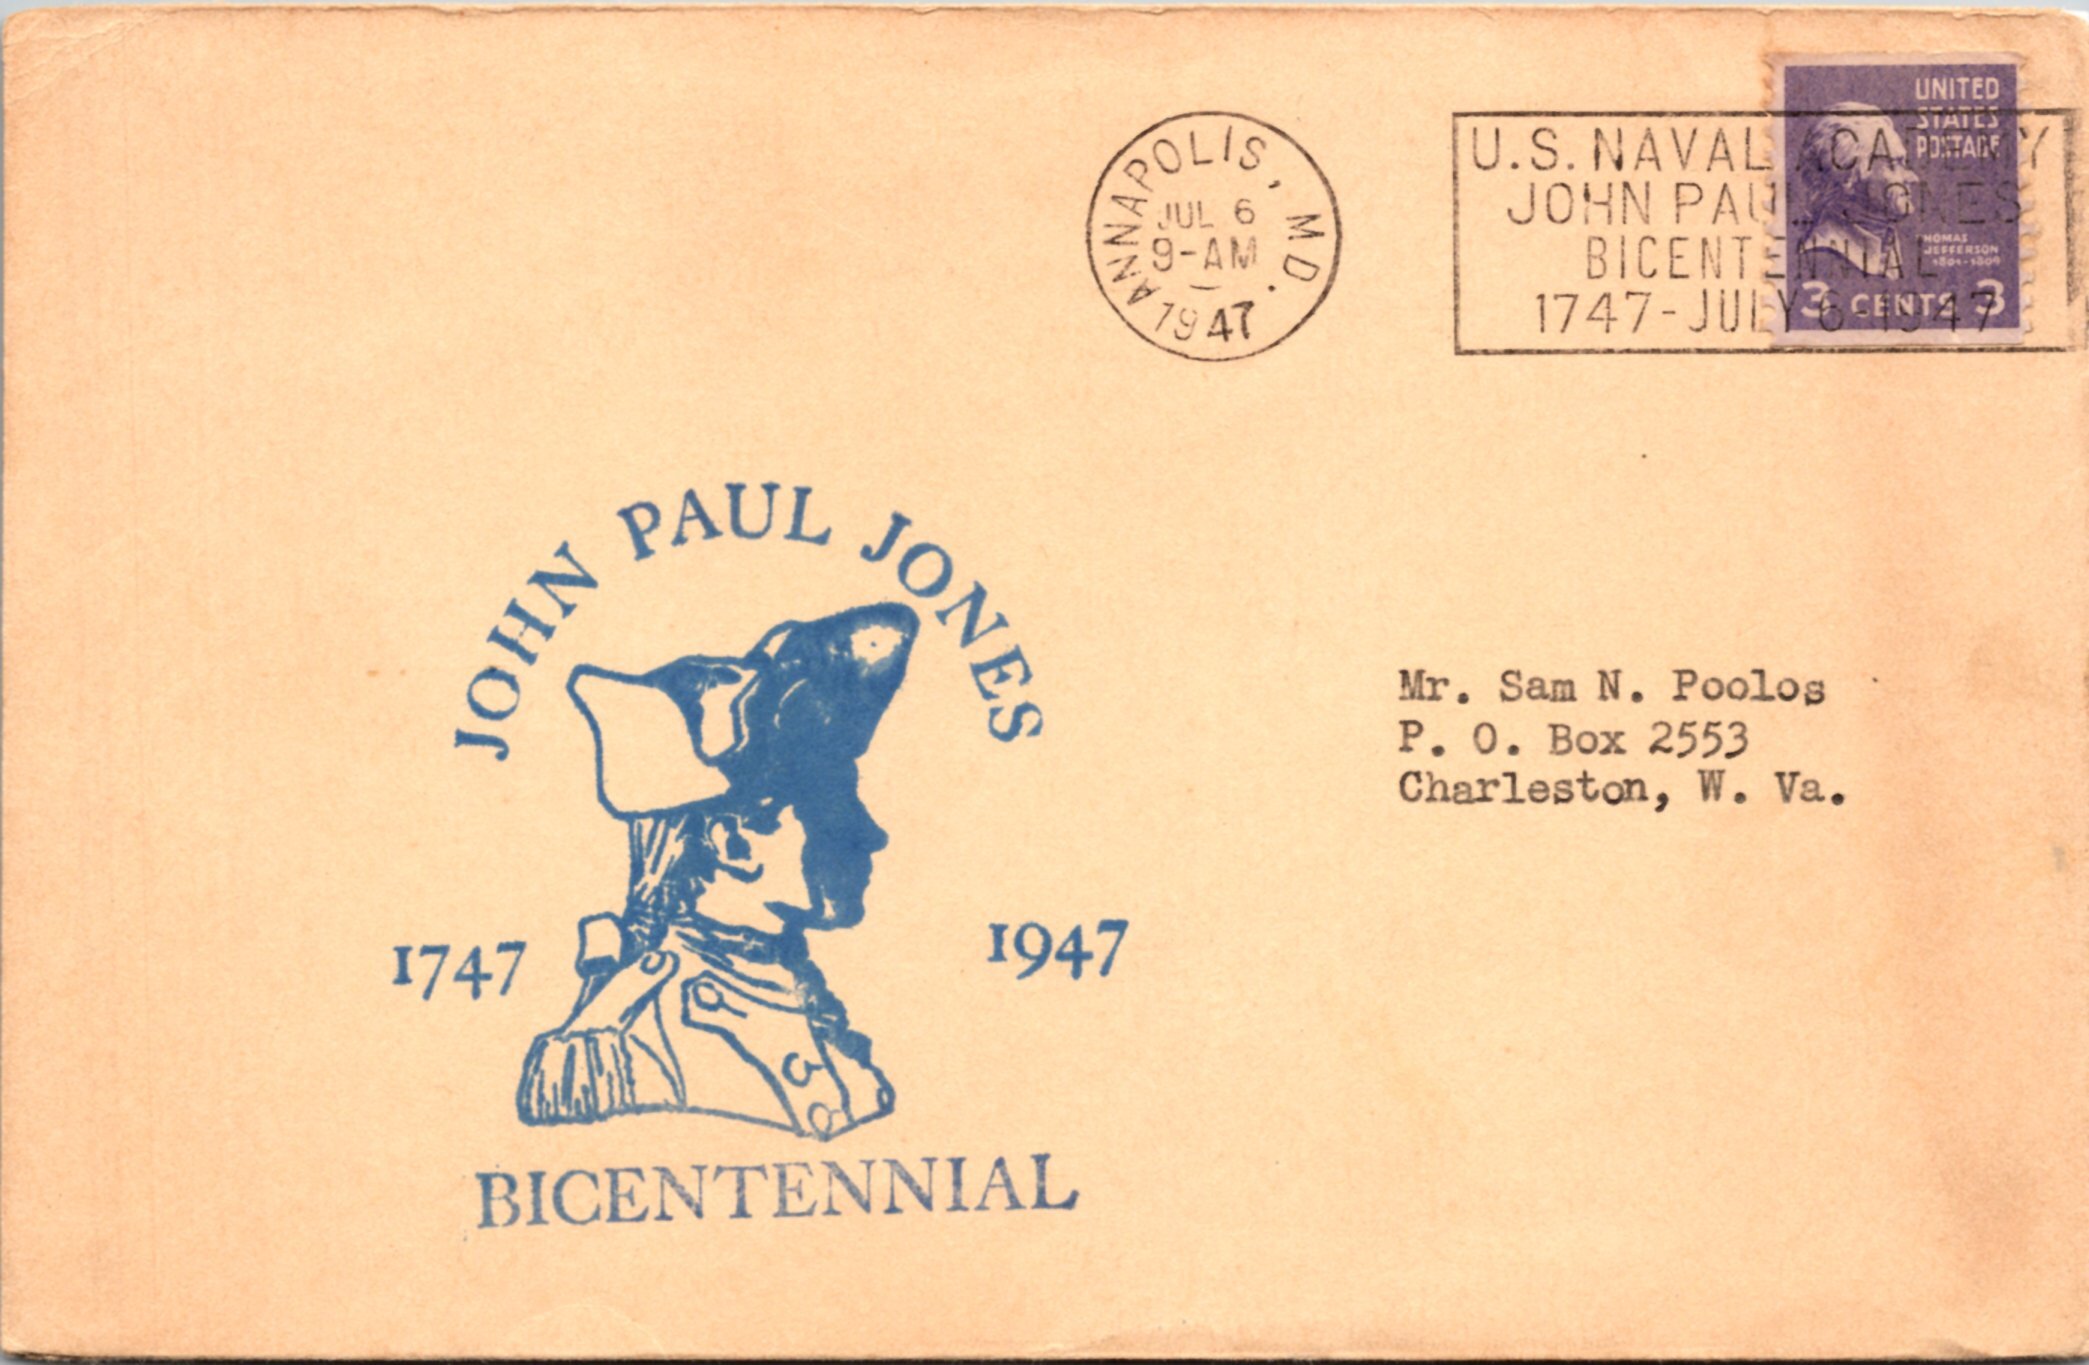 ANNAPOLIS, MD.
JUL 6
9-AM
1947
U.S. NAVAL ACADEMY
JOHN PAUL JONES
BICENTENNIAL
1747-JULY 6-1947
UNITED
STATES
POSTAGE
THOMAS
JEFFERSON
1801-1809
3 CENTS 3
JOHN PAUL JONES
1747 1947
BICENTENNIAL
Mr. Sam N. Poolos
P. O. Box 2553
Charleston, W. Va.